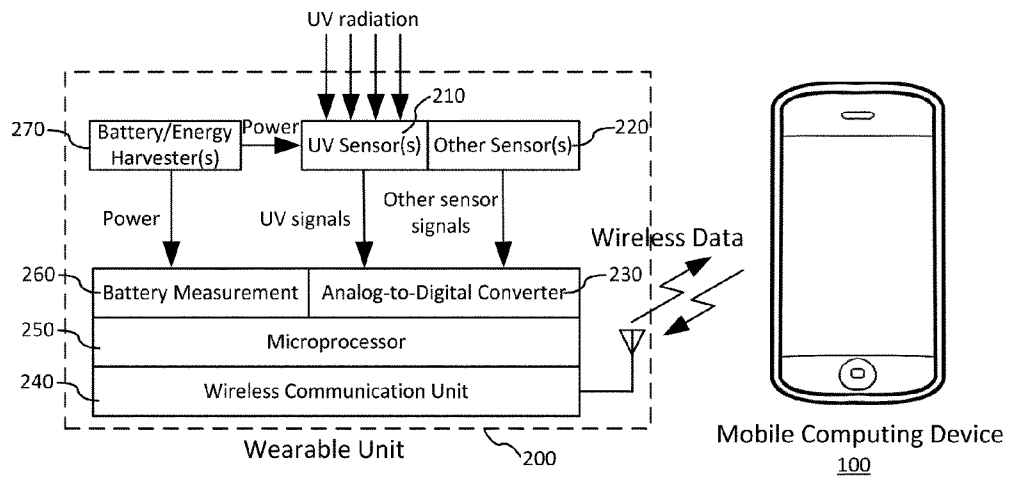 UV radiation
210
270
Battery/Energy
Harvester(s)
Power
UV Sensor(s)
Other Sensor(s)
220
Power
UV signals
Other sensor
signals
Wireless Data
260
Battery Measurement
Analog-to-Digital Converter
230
250
Microprocessor
240
Wireless Communication Unit
Wearable Unit
200
Mobile Computing Device
100